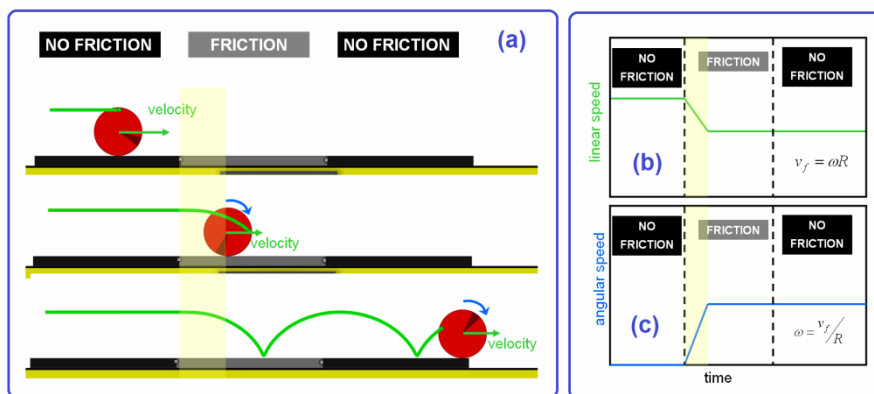 NO FRICTION FRICTION NO FRICTION (a)
velocity
velocity
velocity
NO
FRICTION
FRICTION
NO
FRICTION
linear speed
(b)
v_f = ωR
NO
FRICTION
FRICTION
NO
FRICTION
angular speed
(c)
ω = v_f/R
time